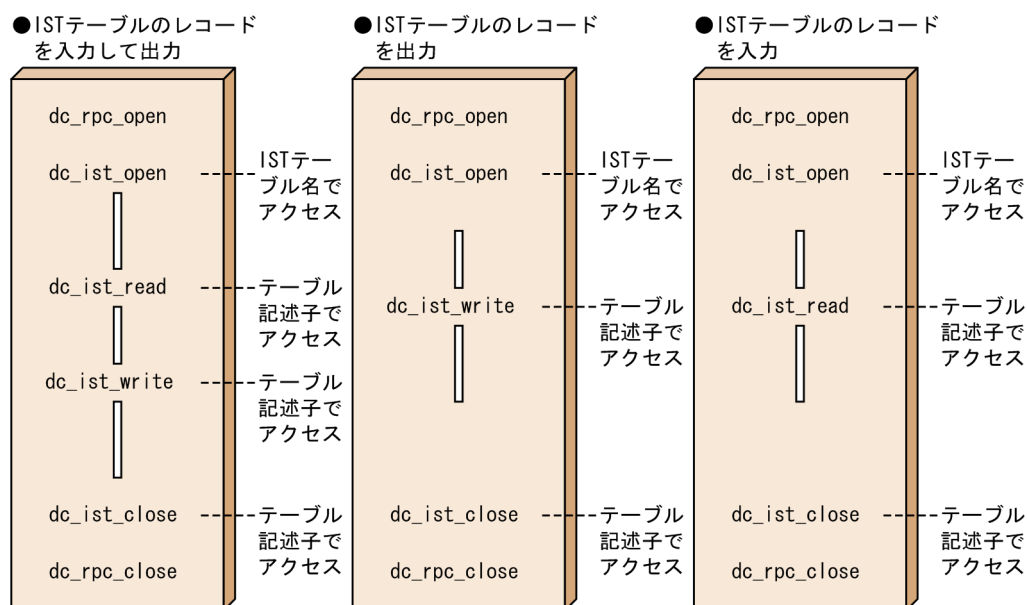 ●ISTテーブルのレコード
を入力して出力
dc_rpc_open
dc_ist_open
ISTテー
ブル名で
アクセス
dc_ist_read
テーブル
記述子で
アクセス
dc_ist_write
テーブル
記述子で
アクセス
dc_ist_close
テーブル
記述子で
アクセス
dc_rpc_close
●ISTテーブルのレコード
を出力
dc_rpc_open
dc_ist_open
ISTテー
ブル名で
アクセス
dc_ist_write
テーブル
記述子で
アクセス
dc_ist_close
テーブル
記述子で
アクセス
dc_rpc_close
●ISTテーブルのレコード
を入力
dc_rpc_open
dc_ist_open
ISTテー
ブル名で
アクセス
dc_ist_read
テーブル
記述子で
アクセス
dc_ist_close
テーブル
記述子で
アクセス
dc_rpc_close